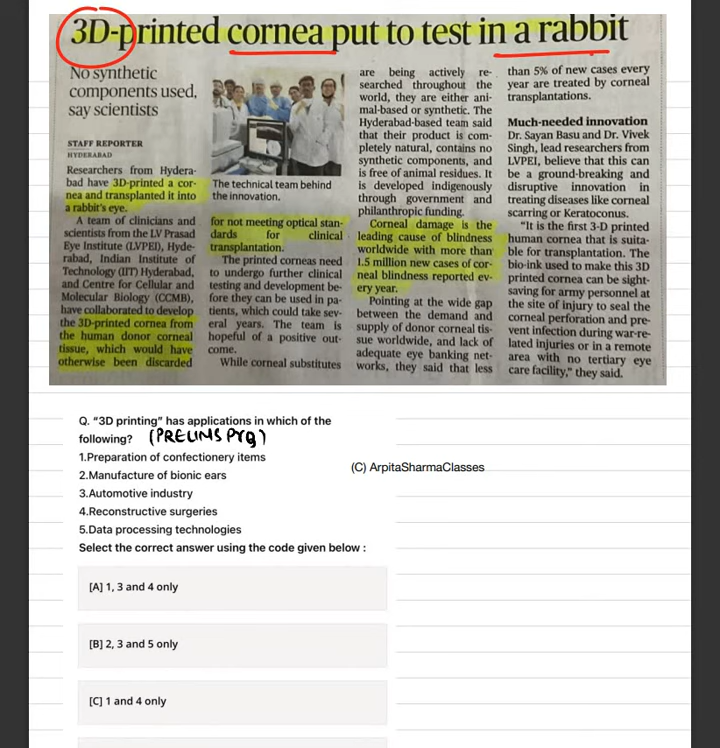 3D-printed cornea put to test in a rabbit
No synthetic
components used,
say scientists
STAFF REPORTER
HYDERABAD
Researchers from Hydera-
bad have 3D-printed a cor-
nea and transplanted it into
a rabbit's eye.
A team of clinicians and
scientists from the LV Prasad
Eye Institute (LVPEI), Hyde-
rabad, Indian Institute of
Technology (IIT) Hyderabad,
and Centre for Cellular and
Molecular Biology (CCMB),
have collaborated to develop
the 3D-printed cornea from
the human donor corneal
tissue, which would have
otherwise been discarded
The technical team behind
the innovation.
for not meeting optical stan-
dards for clinical
transplantation.
The printed corneas need
to undergo further clinical
testing and development be-
fore they can be used in pa-
tients, which could take sev-
eral years. The team is
hopeful of a positive out-
come.
While corneal substitutes
are being actively re-
searched throughout the
world, they are either ani-
mal-based or synthetic. The
Hyderabad-based team said
that their product is com-
pletely natural, contains no
synthetic components, and
is free of animal residues. It
is developed indigenously
through government and
philanthropic funding.
Corneal damage is the
leading cause of blindness
worldwide with more than
1.5 million new cases of cor-
neal blindness reported ev-
ery year.
Pointing at the wide gap
between the demand and
supply of donor corneal tis-
sue worldwide, and lack of
adequate eye banking net-
works, they said that less
than 5% of new cases every
year are treated by corneal
transplantations.
Much-needed innovation
Dr. Sayan Basu and Dr. Vivek
Singh, lead researchers from
LVPEI, believe that this can
be a ground-breaking and
disruptive innovation in
treating diseases like corneal
scarring or Keratoconus.
"It is the first 3-D printed
human cornea that is suita-
ble for transplantation. The
bio-ink used to make this 3D
printed cornea can be sight-
saving for army personnel at
the site of injury to seal the
corneal perforation and pre-
vent infection during war-re-
lated injuries or in a remote
area with no tertiary eye
care facility," they said.
Q. "3D printing" has applications in which of the
following? (PRELIMS PYQ)
1.Preparation of confectionery items
2.Manufacture of bionic ears
3.Automotive industry
4.Reconstructive surgeries
5.Data processing technologies
Select the correct answer using the code given below :
(C) ArpitaSharmaClasses
[A] 1, 3 and 4 only
[B] 2, 3 and 5 only
[C] 1 and 4 only